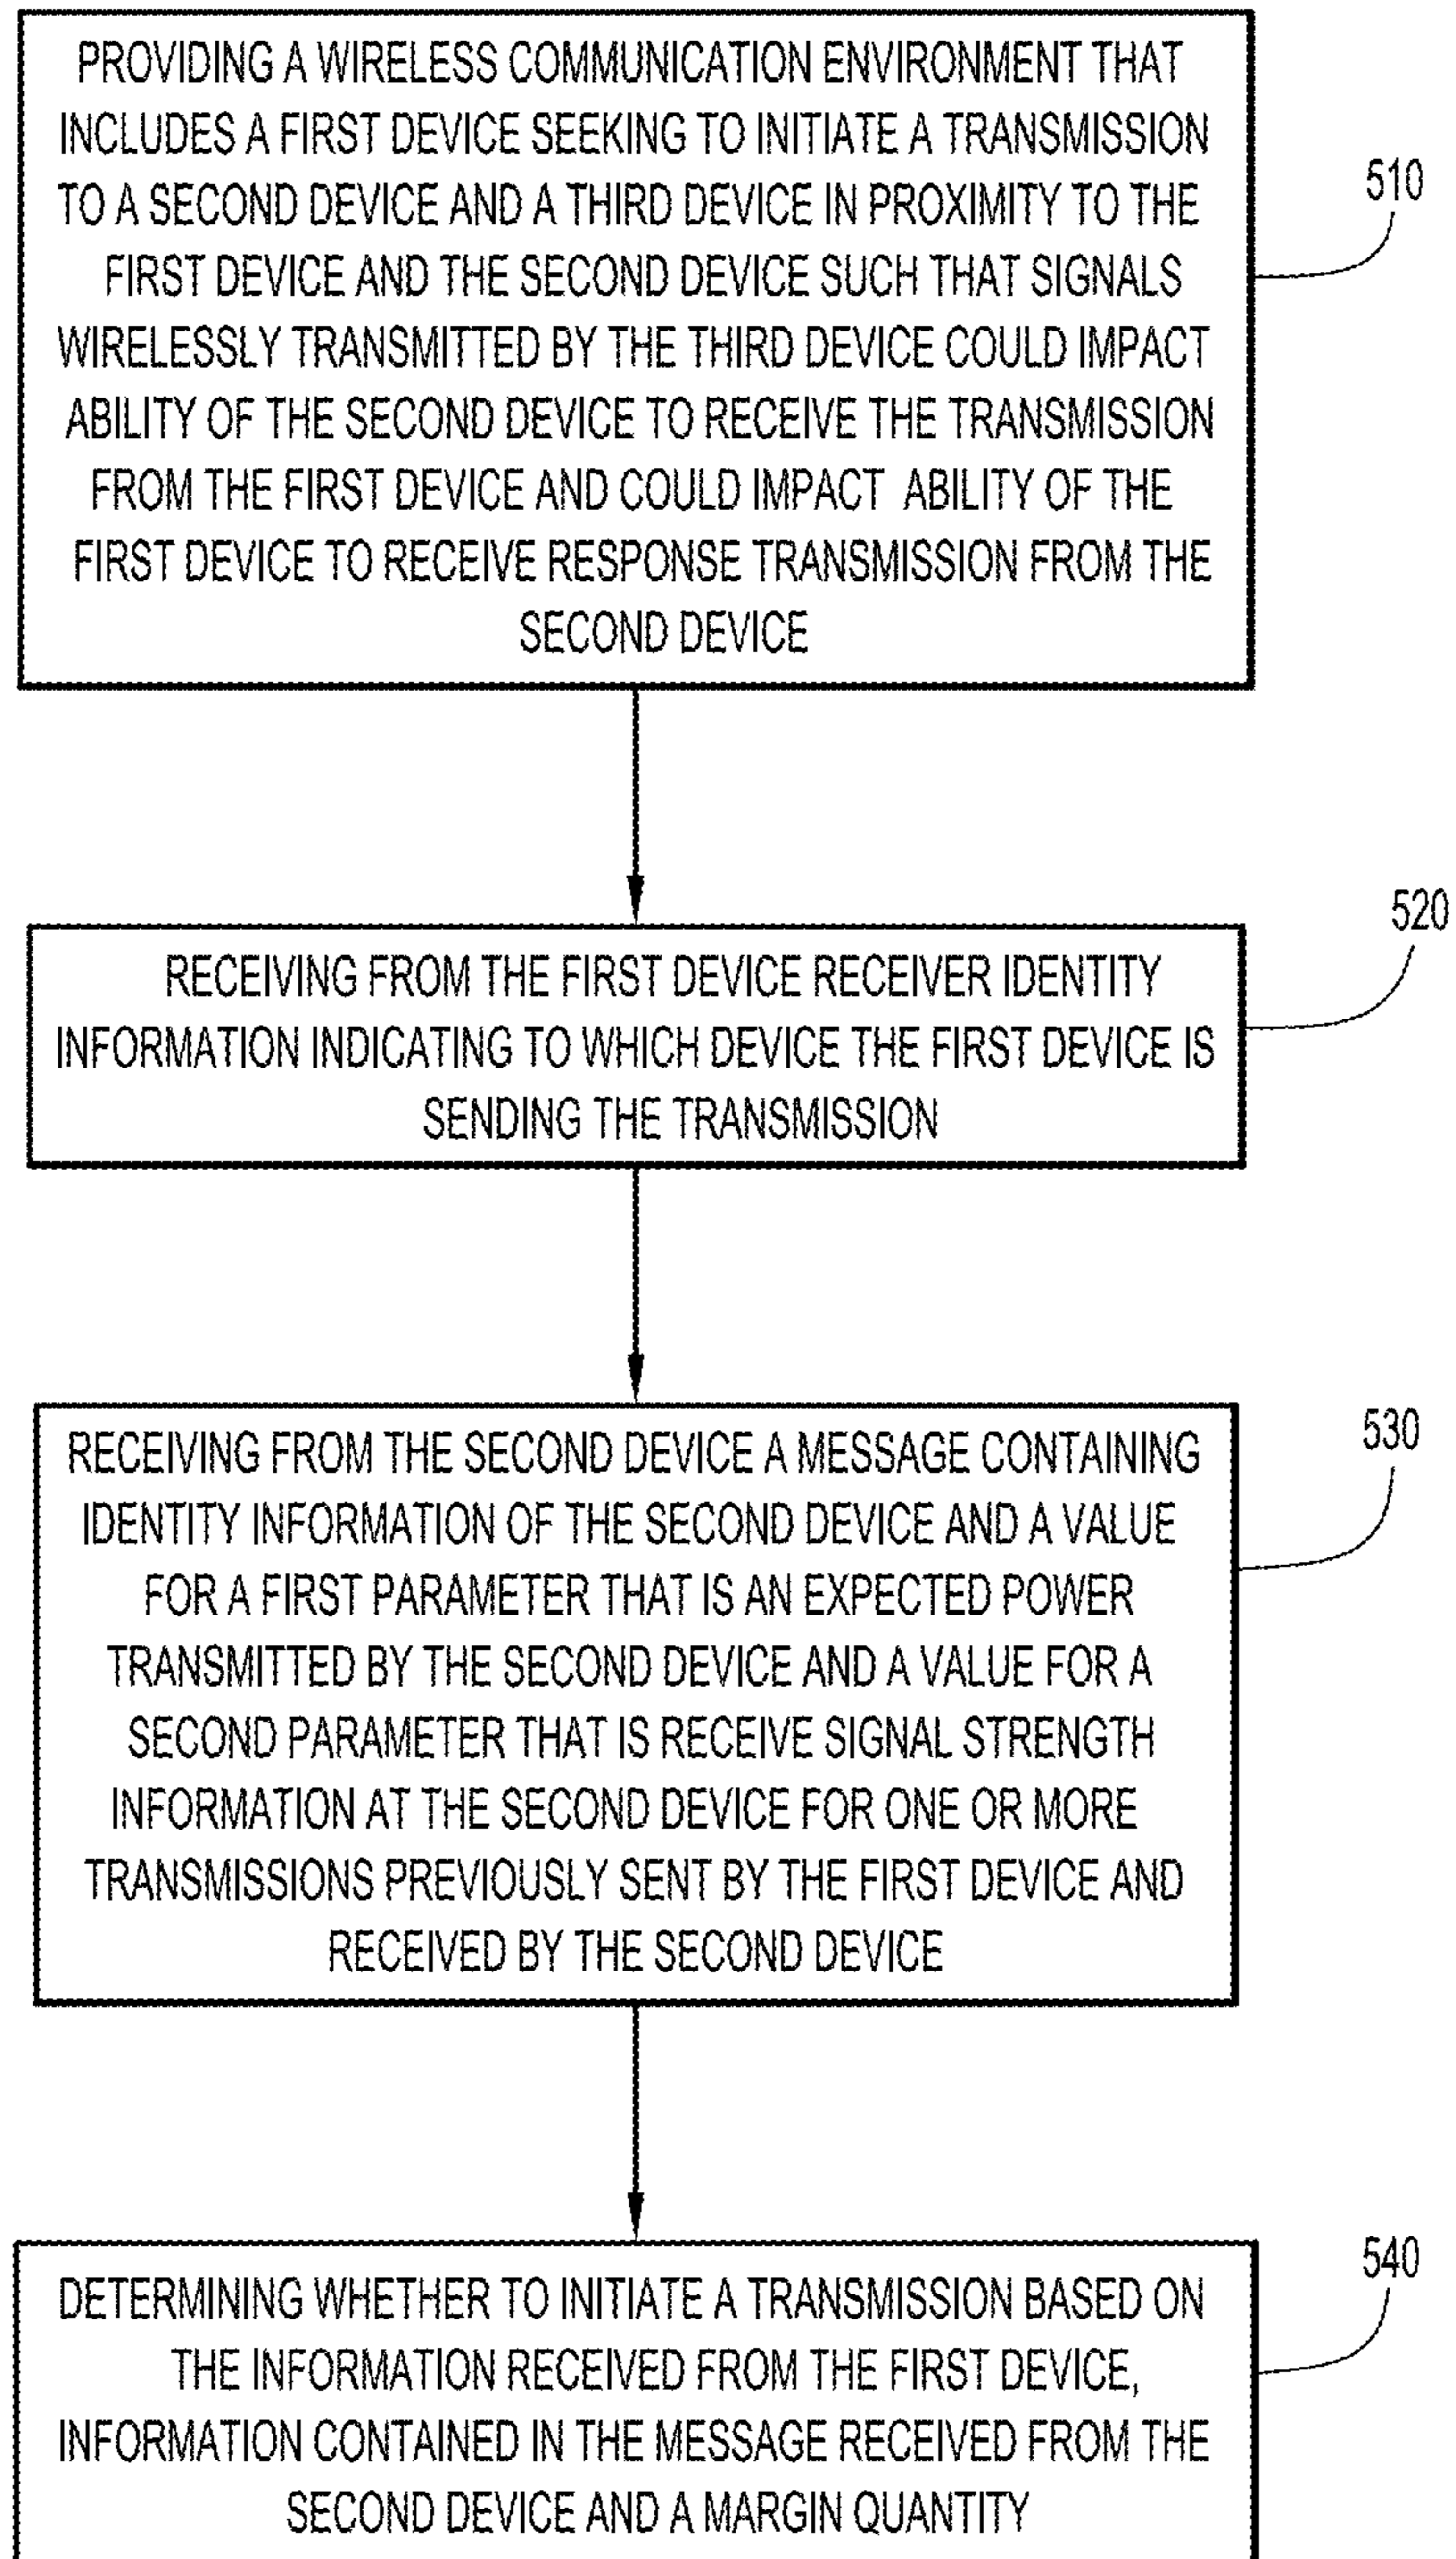 PROVIDING A WIRELESS COMMUNICATION ENVIRONMENT THAT
INCLUDES A FIRST DEVICE SEEKING TO INITIATE A TRANSMISSION
TO A SECOND DEVICE AND A THIRD DEVICE IN PROXIMITY TO THE
FIRST DEVICE AND THE SECOND DEVICE SUCH THAT SIGNALS
WIRELESSLY TRANSMITTED BY THE THIRD DEVICE COULD IMPACT
ABILITY OF THE SECOND DEVICE TO RECEIVE THE TRANSMISSION
FROM THE FIRST DEVICE AND COULD IMPACT ABILITY OF THE
FIRST DEVICE TO RECEIVE RESPONSE TRANSMISSION FROM THE
SECOND DEVICE
510
RECEIVING FROM THE FIRST DEVICE RECEIVER IDENTITY
INFORMATION INDICATING TO WHICH DEVICE THE FIRST DEVICE IS
SENDING THE TRANSMISSION
520
RECEIVING FROM THE SECOND DEVICE A MESSAGE CONTAINING
IDENTITY INFORMATION OF THE SECOND DEVICE AND A VALUE
FOR A FIRST PARAMETER THAT IS AN EXPECTED POWER
TRANSMITTED BY THE SECOND DEVICE AND A VALUE FOR A
SECOND PARAMETER THAT IS RECEIVE SIGNAL STRENGTH
INFORMATION AT THE SECOND DEVICE FOR ONE OR MORE
TRANSMISSIONS PREVIOUSLY SENT BY THE FIRST DEVICE AND
RECEIVED BY THE SECOND DEVICE
530
DETERMINING WHETHER TO INITIATE A TRANSMISSION BASED ON
THE INFORMATION RECEIVED FROM THE FIRST DEVICE,
INFORMATION CONTAINED IN THE MESSAGE RECEIVED FROM THE
SECOND DEVICE AND A MARGIN QUANTITY
540